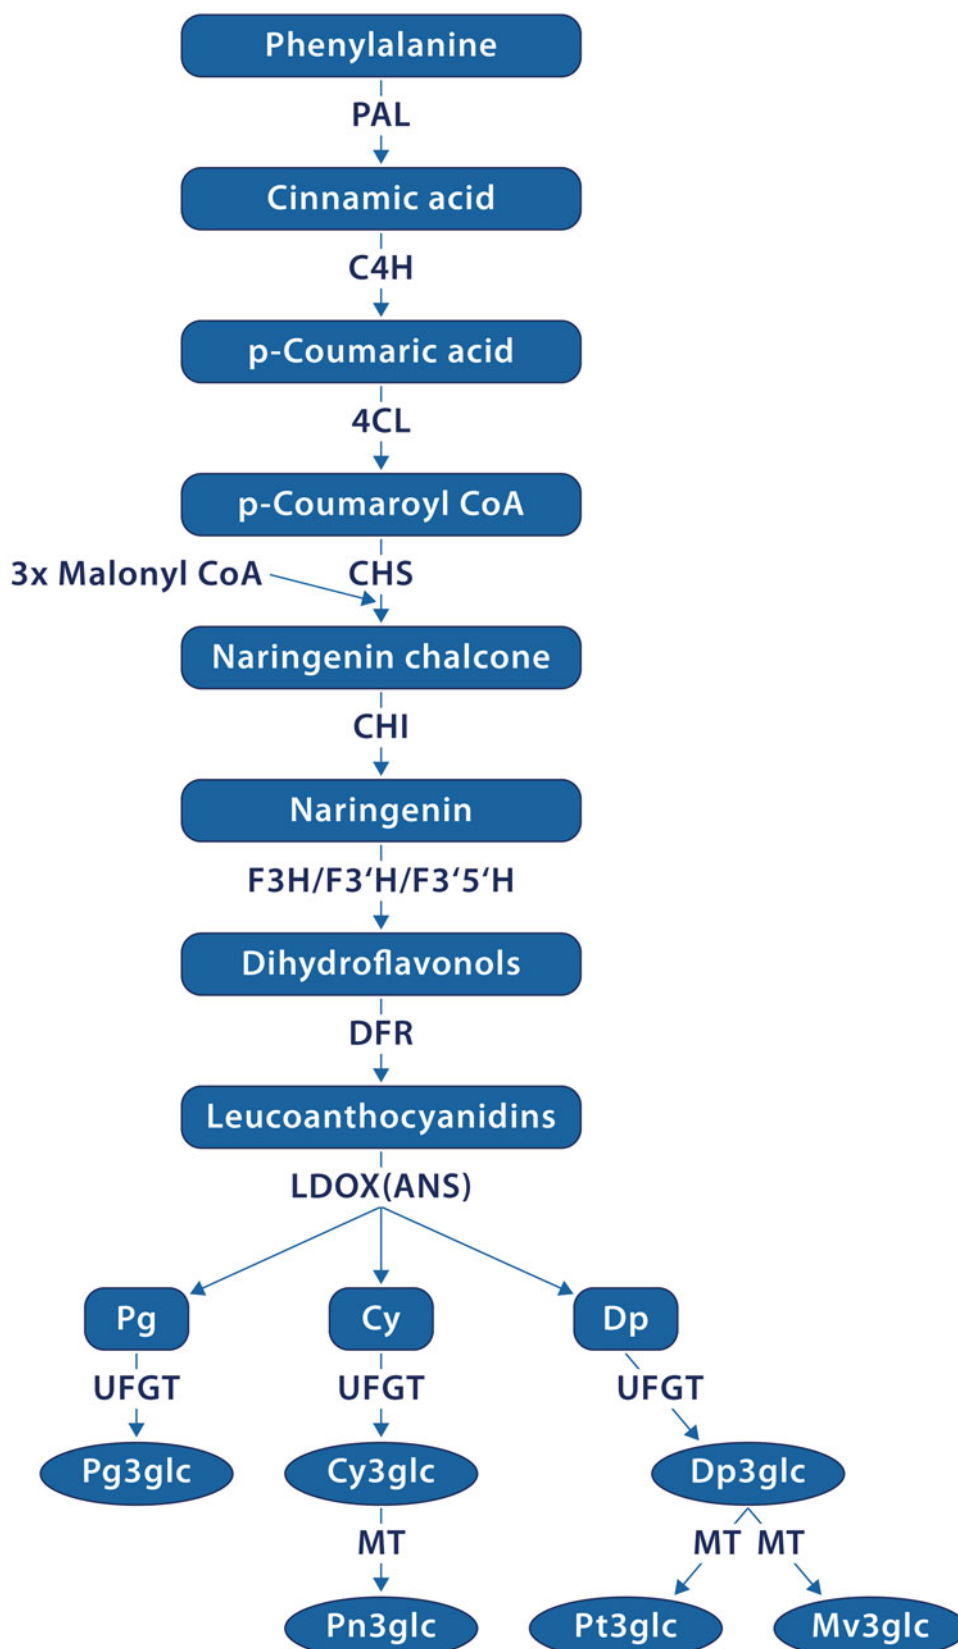 Phenylalanine
PAL
Cinnamic acid
C4H
p-Coumaric acid
4CL
p-Coumaroyl CoA
3x Malonyl CoA CHS
Naringenin chalcone
CHI
Naringenin
F3H/F3‘H/F3‘5‘H
Dihydroflavonols
DFR
Leucoanthocyanidins
LDOX(ANS)
Pg Cy Dp
UFGT UFGT UFGT
Pg3glc Cy3glc Dp3glc
MT MT MT
Pn3glc Pt3glc Mv3glc